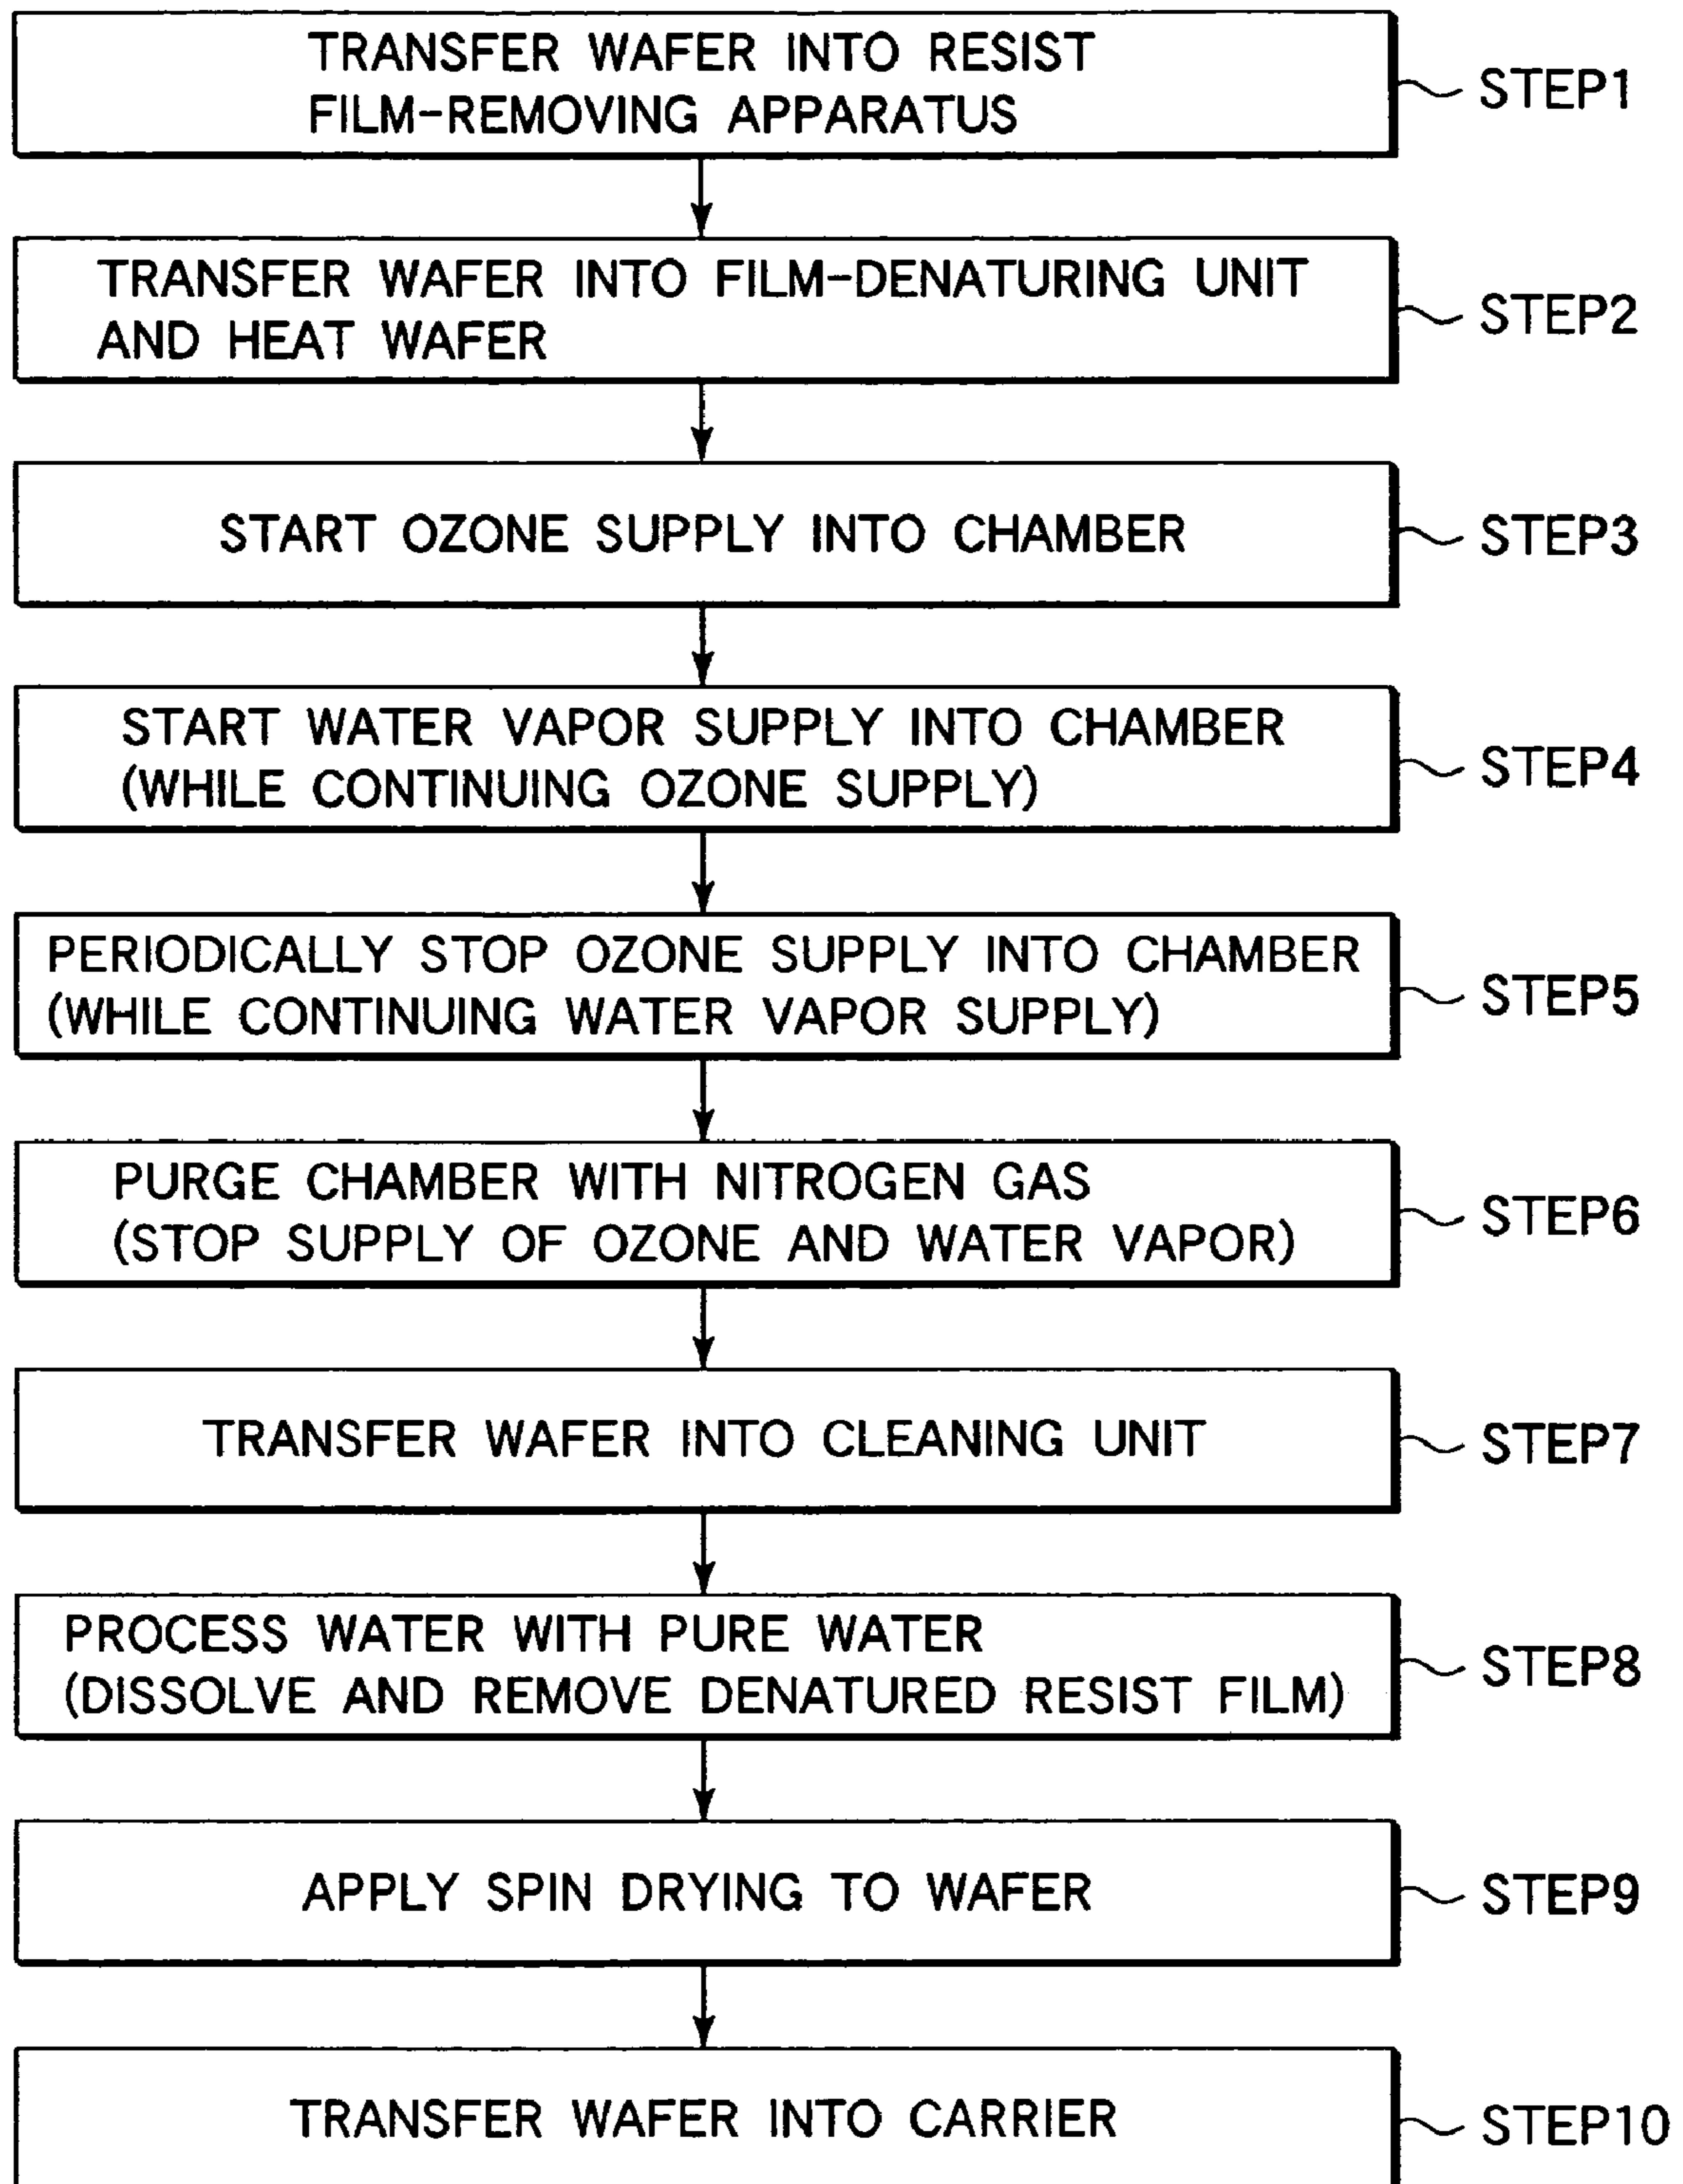 TRANSFER WAFER INTO RESIST
FILM-REMOVING APPARATUS
STEP1
TRANSFER WAFER INTO FILM-DENATURING UNIT
AND HEAT WAFER
STEP2
START OZONE SUPPLY INTO CHAMBER
STEP3
START WATER VAPOR SUPPLY INTO CHAMBER
(WHILE CONTINUING OZONE SUPPLY)
STEP4
PERIODICALLY STOP OZONE SUPPLY INTO CHAMBER
(WHILE CONTINUING WATER VAPOR SUPPLY)
STEP5
PURGE CHAMBER WITH NITROGEN GAS
(STOP SUPPLY OF OZONE AND WATER VAPOR)
STEP6
TRANSFER WAFER INTO CLEANING UNIT
STEP7
PROCESS WATER WITH PURE WATER
(DISSOLVE AND REMOVE DENATURED RESIST FILM)
STEP8
APPLY SPIN DRYING TO WAFER
STEP9
TRANSFER WAFER INTO CARRIER
STEP10